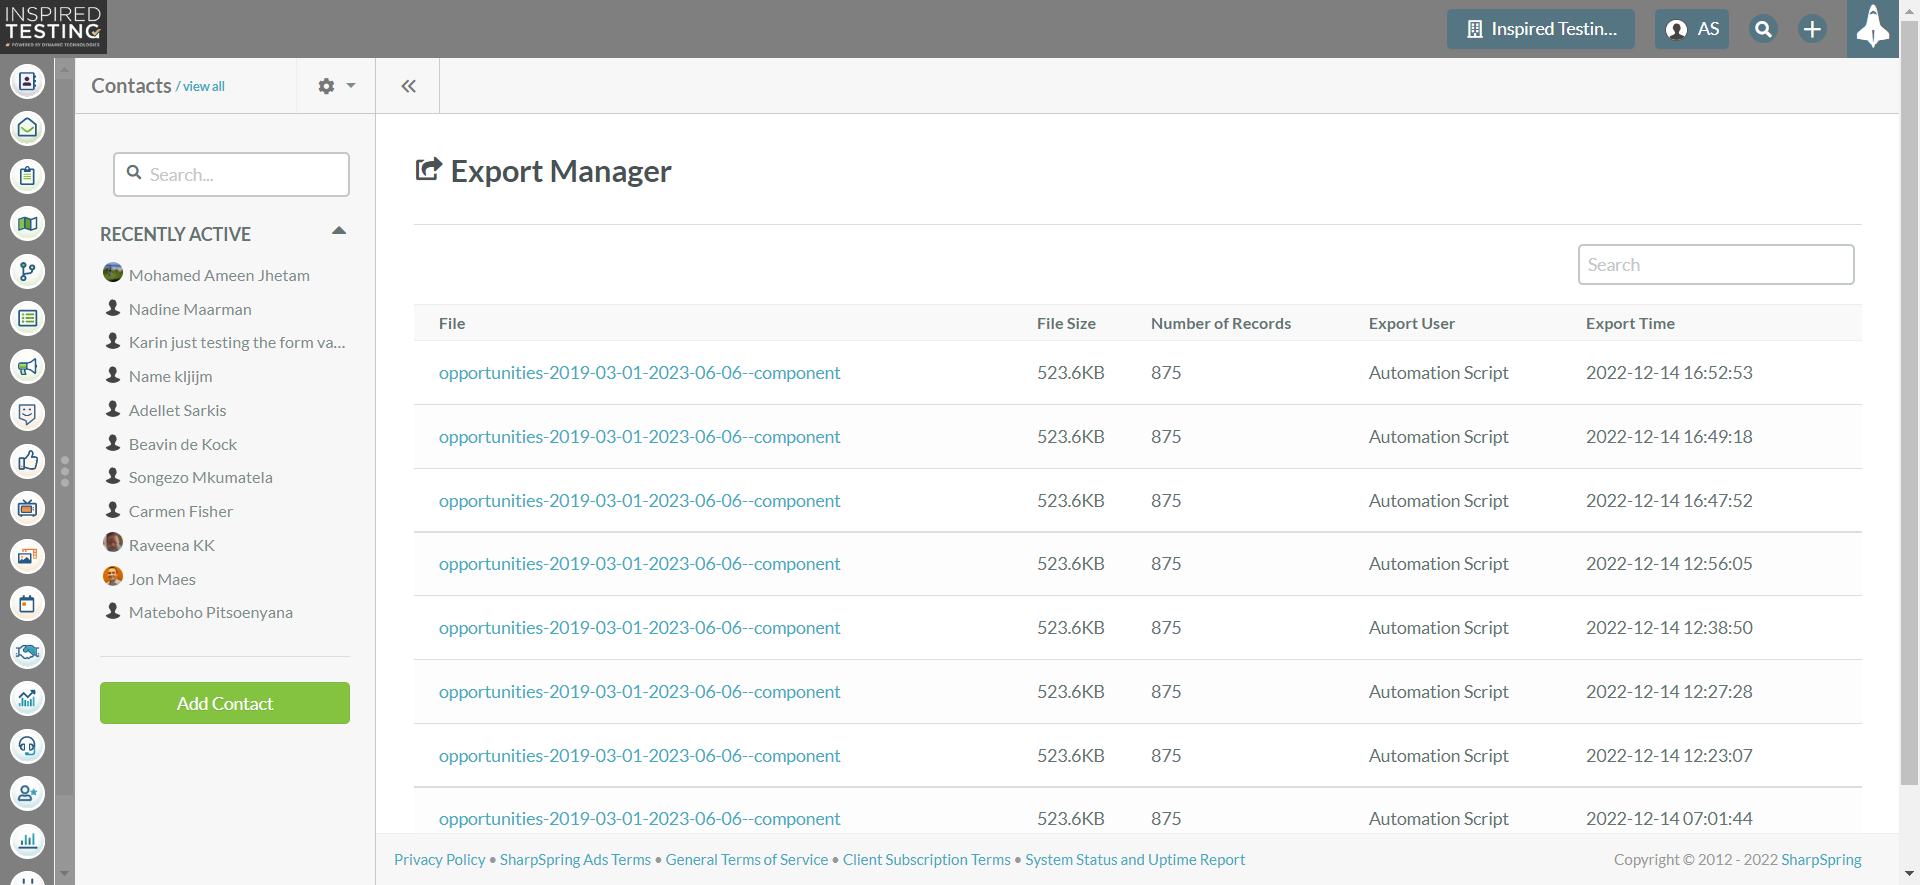 INSPIRED
TESTING
POWERED BY DYNAMIC TECHNOLOGIES
Inspired Testin...
AS
Contacts / view all
Search...
RECENTLY ACTIVE
Mohamed Ameen Jhetam
Nadine Maarman
Karin just testing the form va...
Name kljijm
Adellet Sarkis
Beavin de Kock
Songezo Mkumatela
Carmen Fisher
Raveena KK
Jon Maes
Mateboho Pitsoenyana
Add Contact
Export Manager
Search
File File Size Number of Records Export User Export Time
opportunities-2019-03-01-2023-06-06--component 523.6KB 875 Automation Script 2022-12-14 16:52:53
opportunities-2019-03-01-2023-06-06--component 523.6KB 875 Automation Script 2022-12-14 16:49:18
opportunities-2019-03-01-2023-06-06--component 523.6KB 875 Automation Script 2022-12-14 16:47:52
opportunities-2019-03-01-2023-06-06--component 523.6KB 875 Automation Script 2022-12-14 12:56:05
opportunities-2019-03-01-2023-06-06--component 523.6KB 875 Automation Script 2022-12-14 12:38:50
opportunities-2019-03-01-2023-06-06--component 523.6KB 875 Automation Script 2022-12-14 12:27:28
opportunities-2019-03-01-2023-06-06--component 523.6KB 875 Automation Script 2022-12-14 12:23:07
opportunities-2019-03-01-2023-06-06--component 523.6KB 875 Automation Script 2022-12-14 07:01:44
Privacy Policy • SharpSpring Ads Terms • General Terms of Service • Client Subscription Terms • System Status and Uptime Report
Copyright © 2012 - 2022 SharpSpring